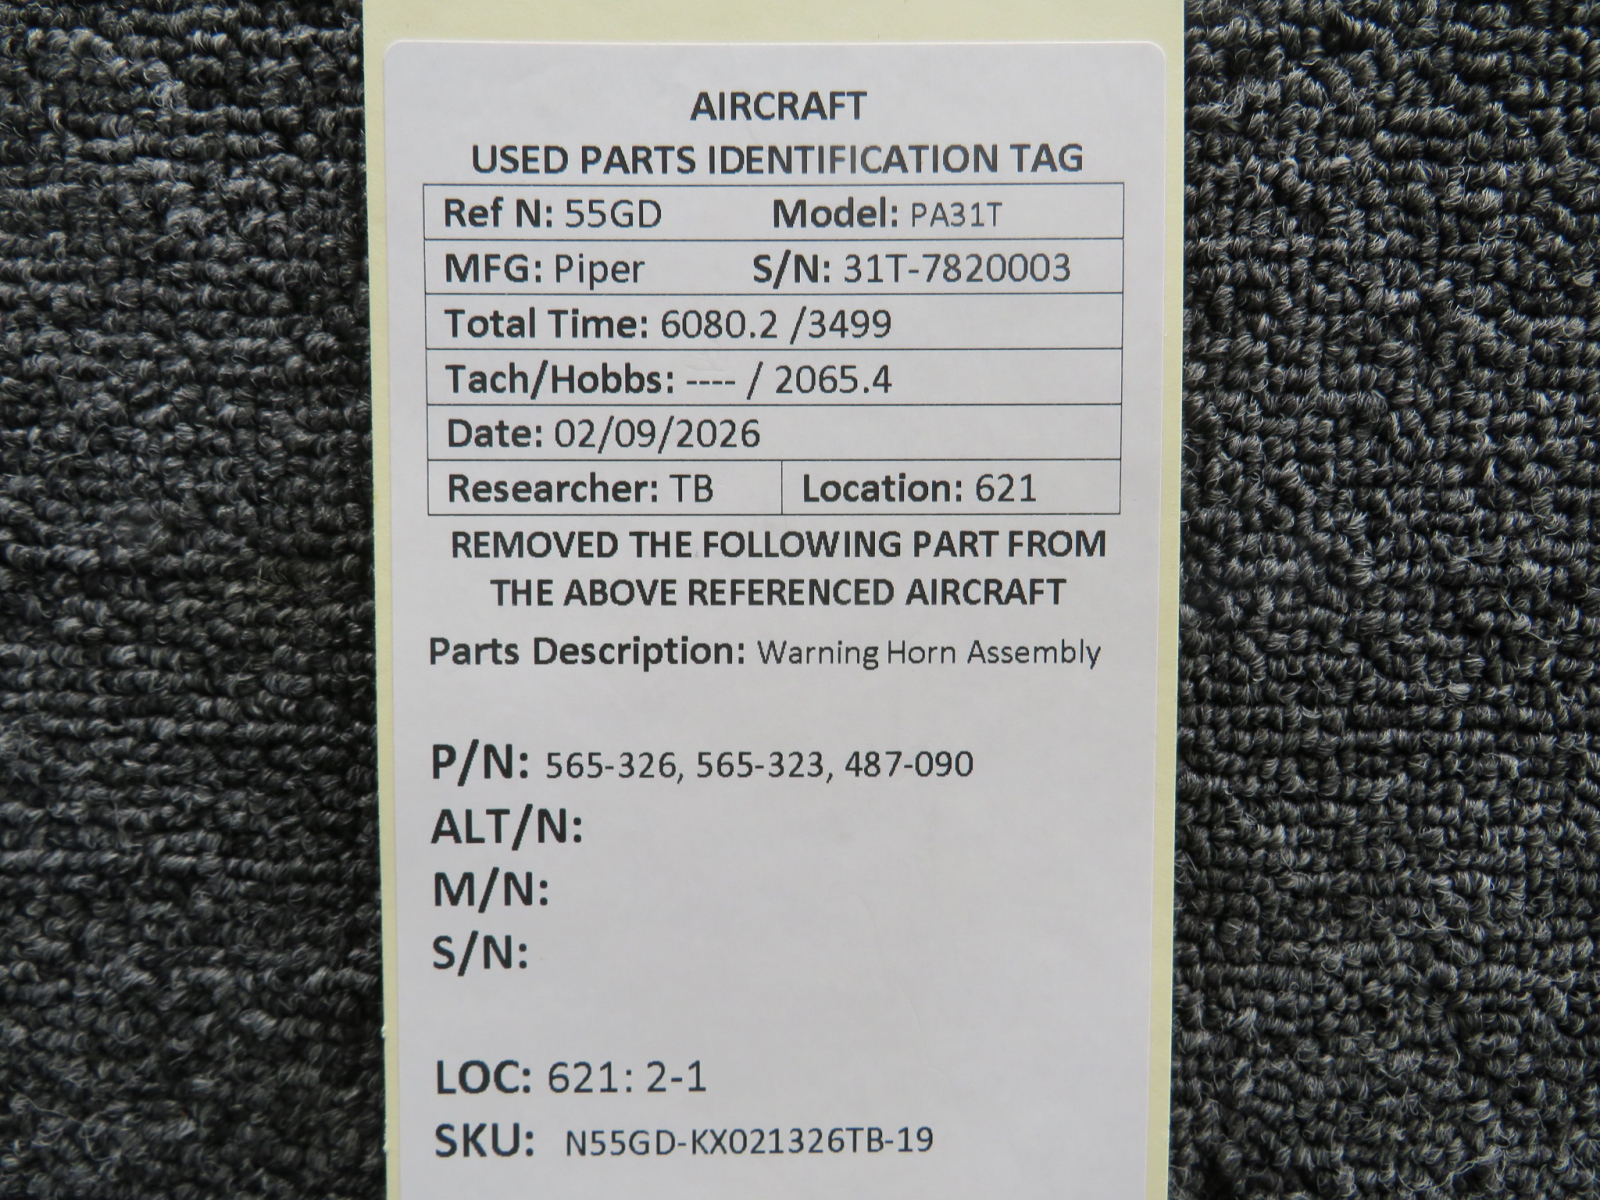 AIRCRAFT
USED PARTS IDENTIFICATION TAG
Ref N: 55GD Model: PA31T
MFG: Piper S/N: 31T-7820003
Total Time: 6080.2 /3499
Tach/Hobbs: ---- / 2065.4
Date: 02/09/2026
Researcher: TB Location: 621
REMOVED THE FOLLOWING PART FROM
THE ABOVE REFERENCED AIRCRAFT
Parts Description: Warning Horn Assembly
P/N: 565-326, 565-323, 487-090
ALT/N:
M/N:
S/N:
LOC: 621: 2-1
SKU: N55GD-KX021326TB-19